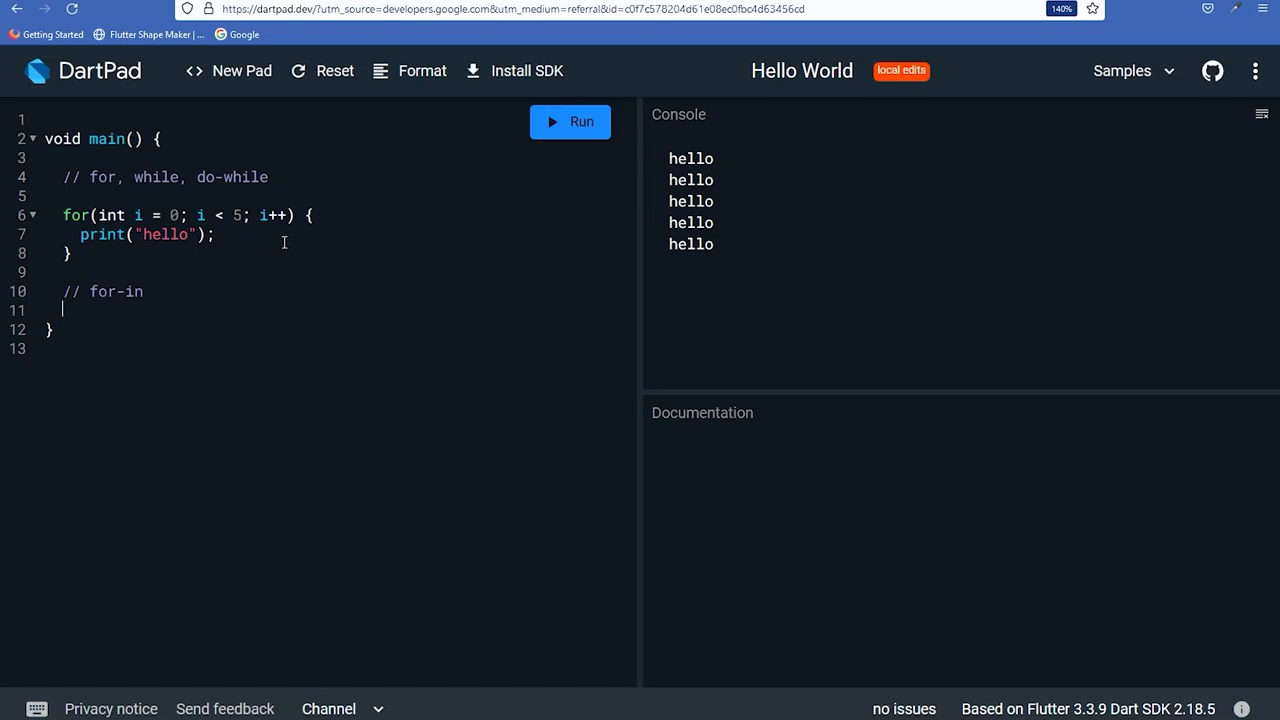 https://dartpad.dev/?utm_source=developers.google.com&utm_medium=referral&id=c0f7c578204d61e08ec0fbc4d63456cd 140%
Getting Started Flutter Shape Maker | ... Google
DartPad <> New Pad Reset Format Install SDK Hello World local edits Samples
Run
1
2 void main() {
3
4 // for, while, do-while
5
6 for(int i = 0; i < 5; i++) {
7 print("hello");
8 }
9
10 // for-in
11
12 }
13
Console
hello
hello
hello
hello
hello
Documentation
Privacy notice Send feedback Channel no issues Based on Flutter 3.3.9 Dart SDK 2.18.5